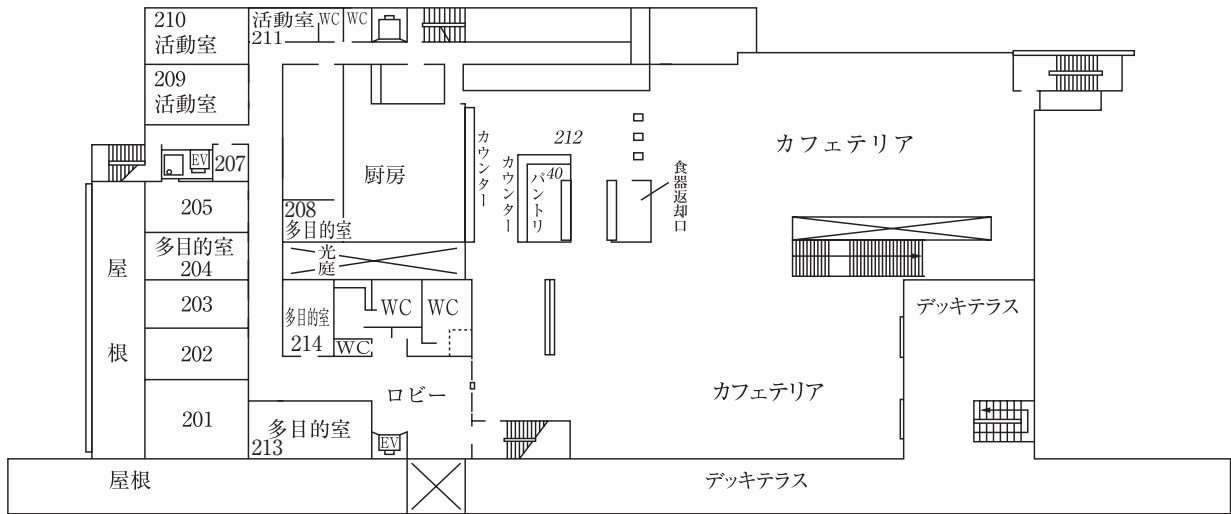 210
活動室
活動室
211
WC
WC
209
活動室
EV
207
カウンター
カウンター
212
パントリ
40
食器返却口
カフェテリア
厨房
205
208
多目的室
多目的室
204
光庭
屋根
203
多目的室
214
WC
WC
WC
デッキテラス
202
ロビー
カフェテリア
201
多目的室
213
EV
屋根
デッキテラス